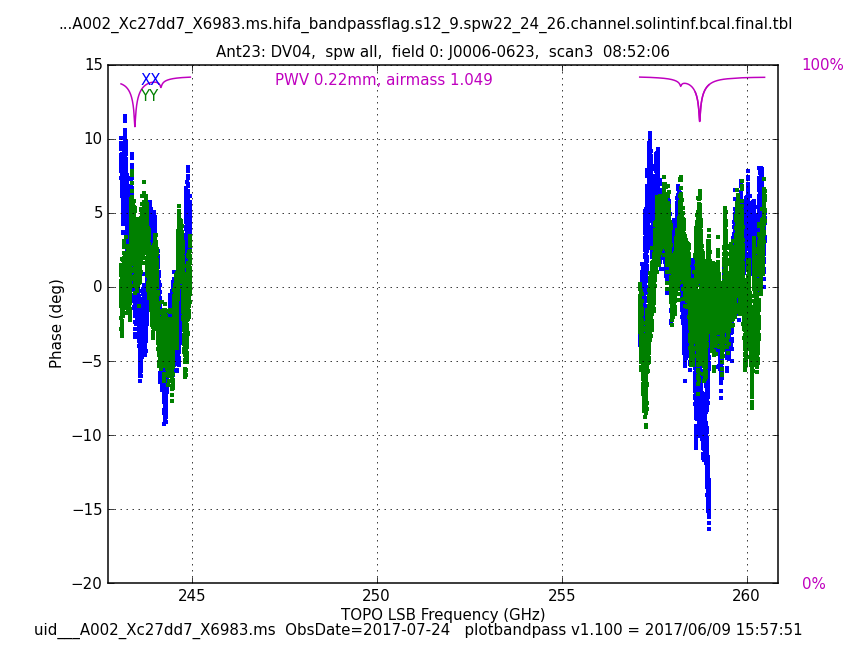 ...A002_Xc27dd7_X6983.ms.hifa_bandpassflag.s12_9.spw22_24_26.channel.solintinf.bcal.final.tbl
Ant23: DV04, spw all, field 0: J0006-0623, scan3 08:52:06
15
100%
XX
PWV 0.22mm, airmass 1.049
YY
10
5
0
Phase (deg)
−5
−10
−15
−20
0%
245
250
255
260
TOPO LSB Frequency (GHz)
uid___A002_Xc27dd7_X6983.ms ObsDate=2017-07-24 plotbandpass v1.100 = 2017/06/09 15:57:51